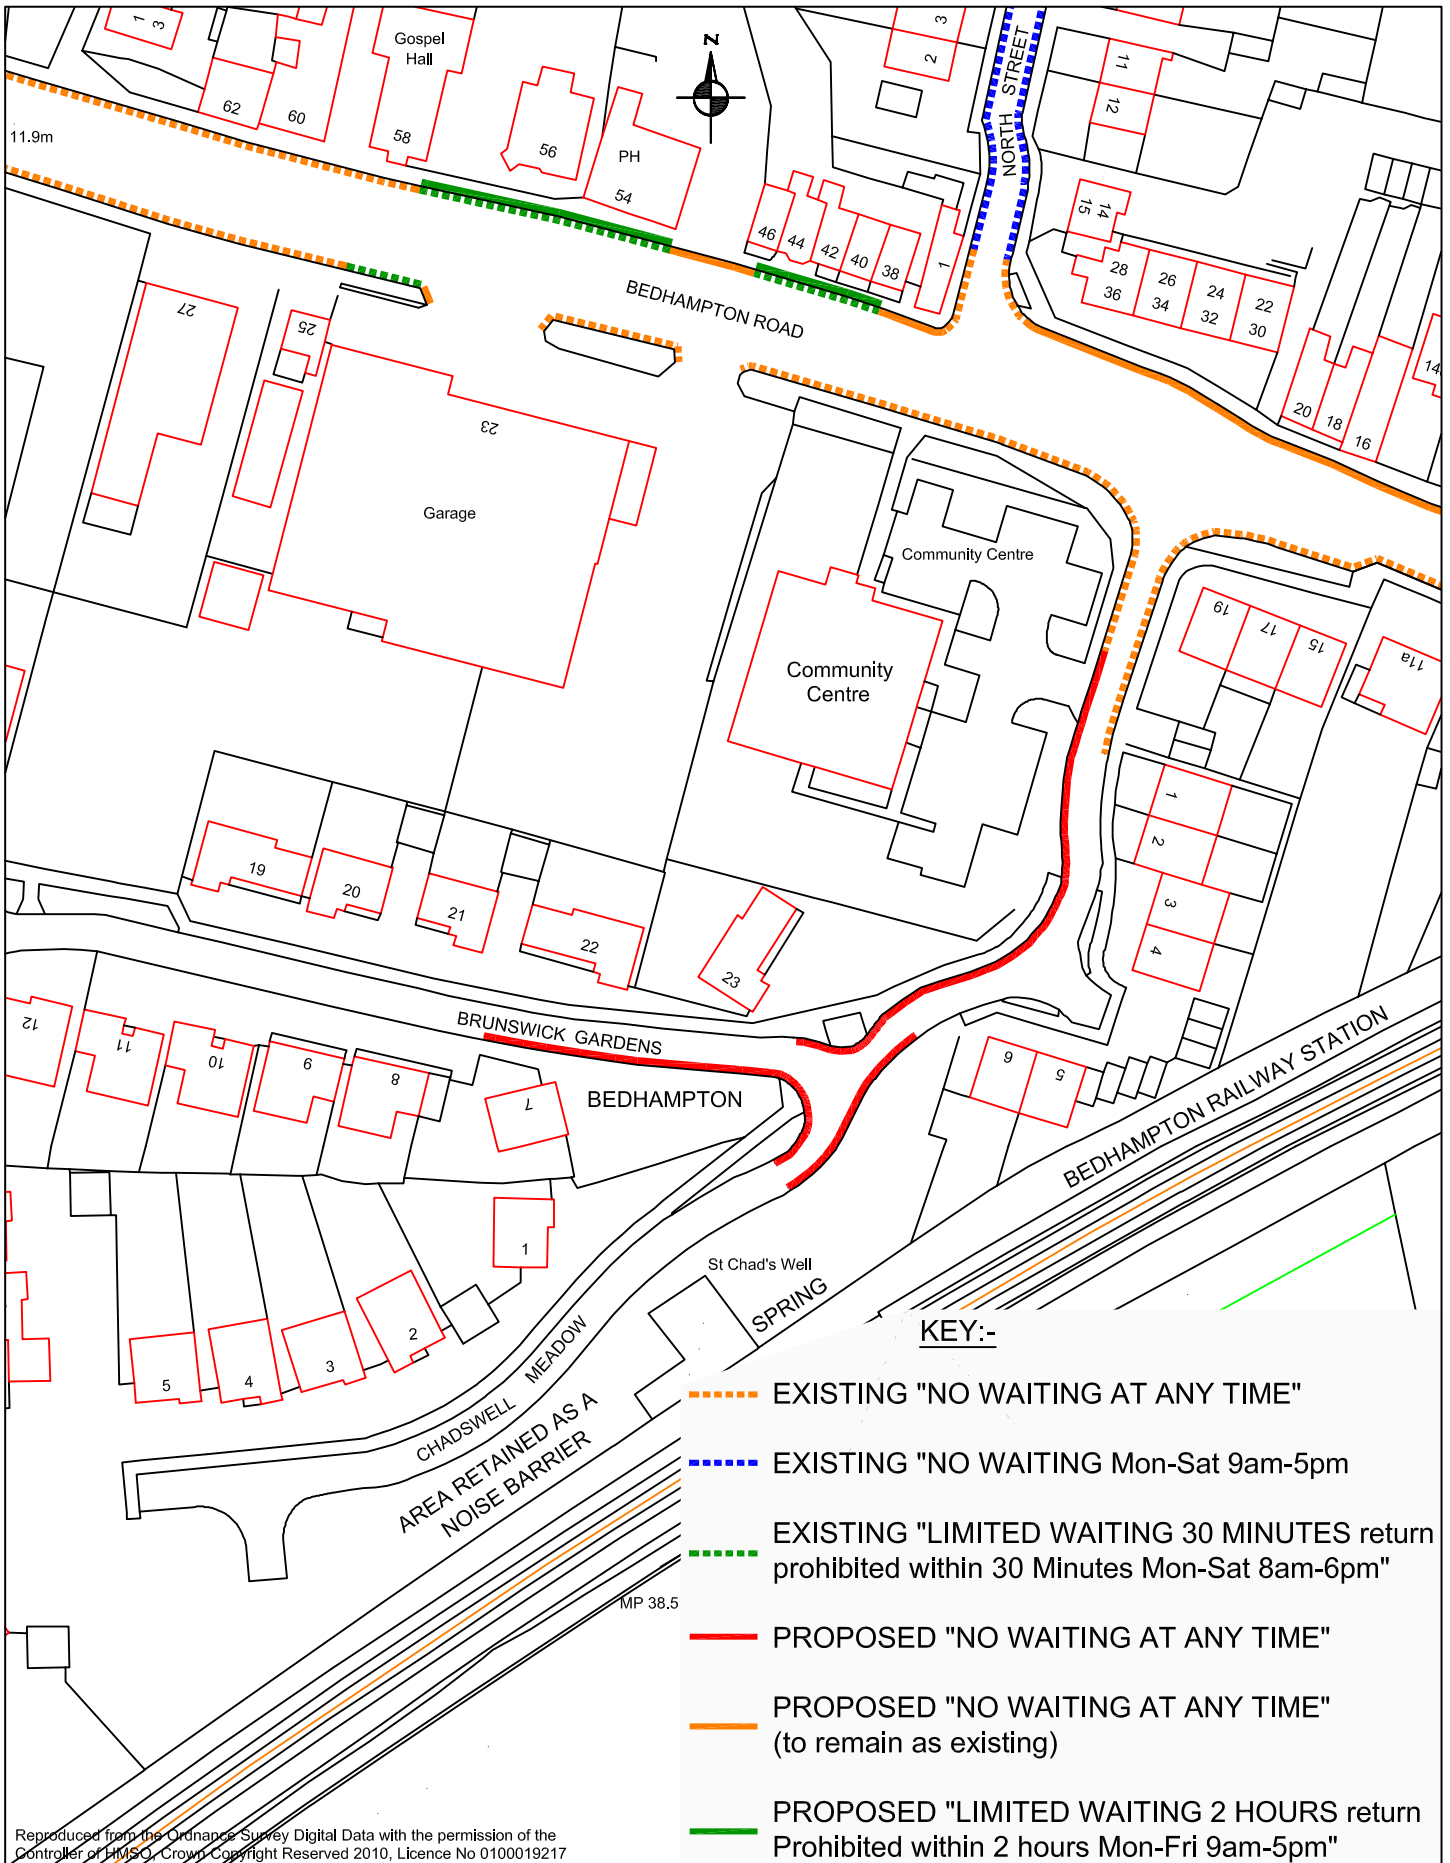 1
3
62
60
Gospel
Hall
58
56
PH
54
N
3
2
NORTH STREET
11
12
15
14
11.9m
46
44
42
40
38
1
28
36
26
34
24
32
22
30
20
18
16
14
BEDHAMPTON ROAD
27
25
23
Garage
Community Centre
Community
Centre
19
17
15
11a
1
2
3
4
19
20
21
22
23
BRUNSWICK GARDENS
12
11
10
9
8
7
BEDHAMPTON
6
5
BEDHAMPTON RAILWAY STATION
1
2
3
4
5
St Chad's Well
SPRING
CHADSWELL MEADOW
AREA RETAINED AS A
NOISE BARRIER
MP 38.5
KEY:-
EXISTING "NO WAITING AT ANY TIME"
EXISTING "NO WAITING Mon-Sat 9am-5pm
EXISTING "LIMITED WAITING 30 MINUTES return
prohibited within 30 Minutes Mon-Sat 8am-6pm"
PROPOSED "NO WAITING AT ANY TIME"
PROPOSED "NO WAITING AT ANY TIME"
(to remain as existing)
PROPOSED "LIMITED WAITING 2 HOURS return
Prohibited within 2 hours Mon-Fri 9am-5pm"
Reproduced from the Ordnance Survey Digital Data with the permission of the
Controller of HMSO, Crown Copyright Reserved 2010, Licence No 0100019217